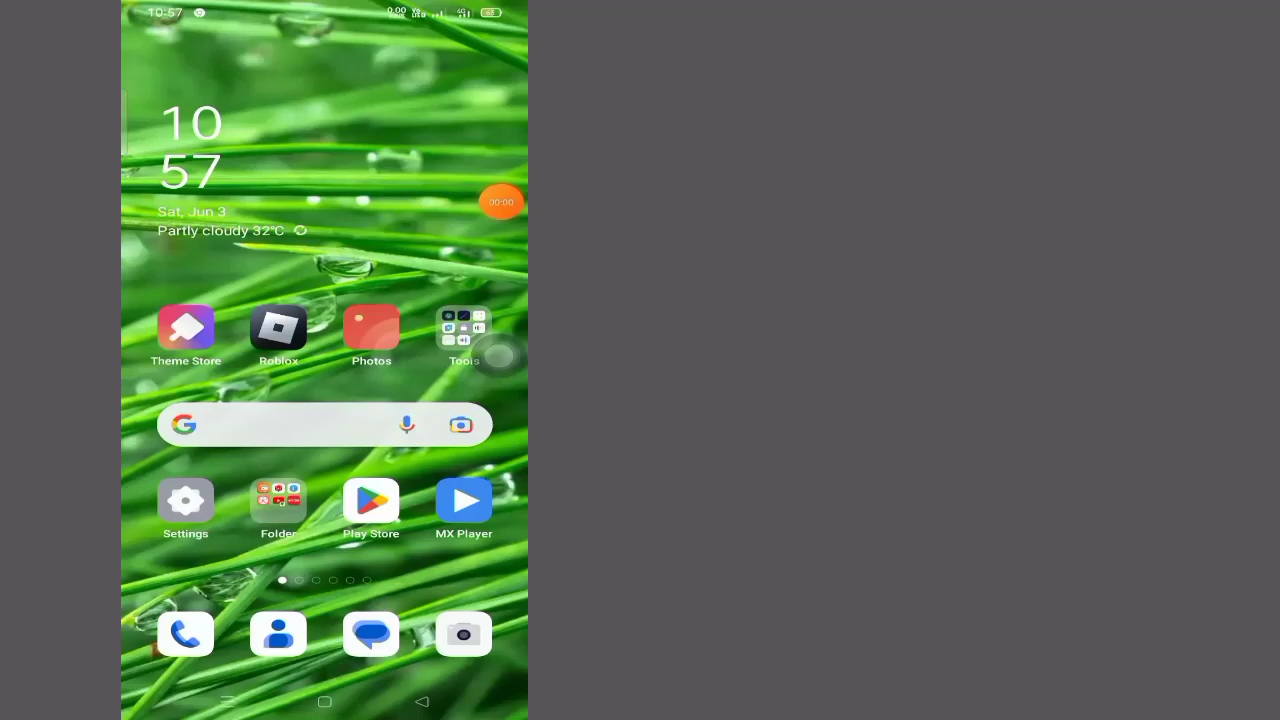 10:57
0.00
4G
10
57
Sat, Jun 3
00:00
Partly cloudy 32°C
Theme Store
Roblox
Photos
Tools
G
Settings
Folder
Play Store
MX Player